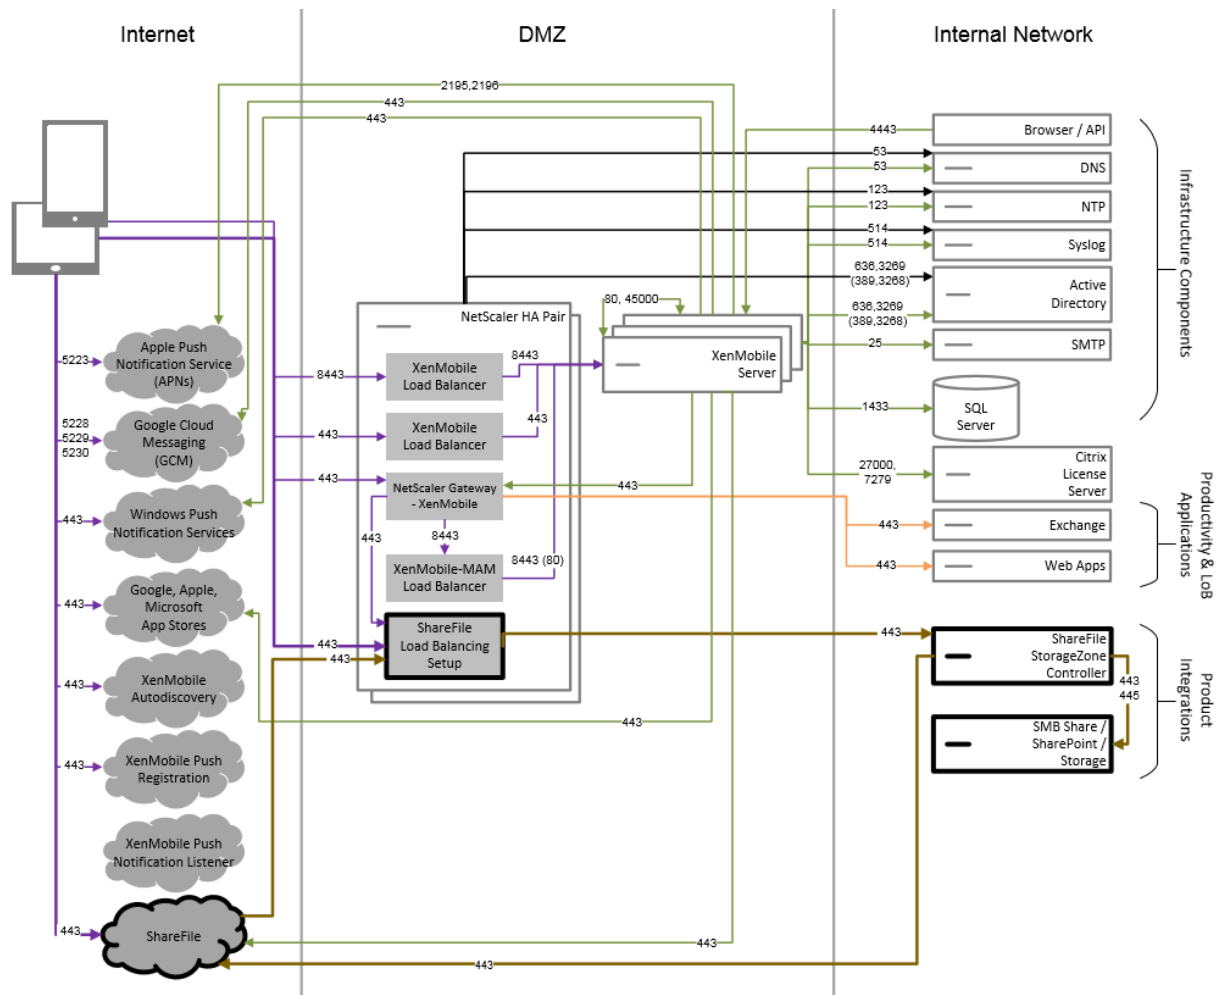 Internet
DMZ
Internal Network
2195,2196
443
443
4443
Browser / API
53
53
DNS
123
123
NTP
514
514
Syslog
636,3269
(389,3268)
636,3269
(389,3268)
Active
Directory
25
SMTP
1433
SQL
Server
27000,
7279
Citrix
License
Server
Infrastructure Components
443
Exchange
443
Web Apps
Productivity & LoB
Applications
443
ShareFile
StorageZone
Controller
443
445
SMB Share /
SharePoint /
Storage
Product
Integrations
80, 45000
XenMobile
Server
NetScaler HA Pair
8443
XenMobile
Load Balancer
8443
443
443
XenMobile
Load Balancer
443
NetScaler Gateway
- XenMobile
443
443
8443
8443 (80)
XenMobile-MAM
Load Balancer
443
443
ShareFile
Load Balancing
Setup
443
5223
Apple Push
Notification Service
(APNs)
5228
5229
5230
Google Cloud
Messaging
(GCM)
443
Windows Push
Notification Services
443
Google, Apple,
Microsoft
App Stores
443
XenMobile
Autodiscovery
443
XenMobile Push
Registration
XenMobile Push
Notification Listener
443
ShareFile
443
443